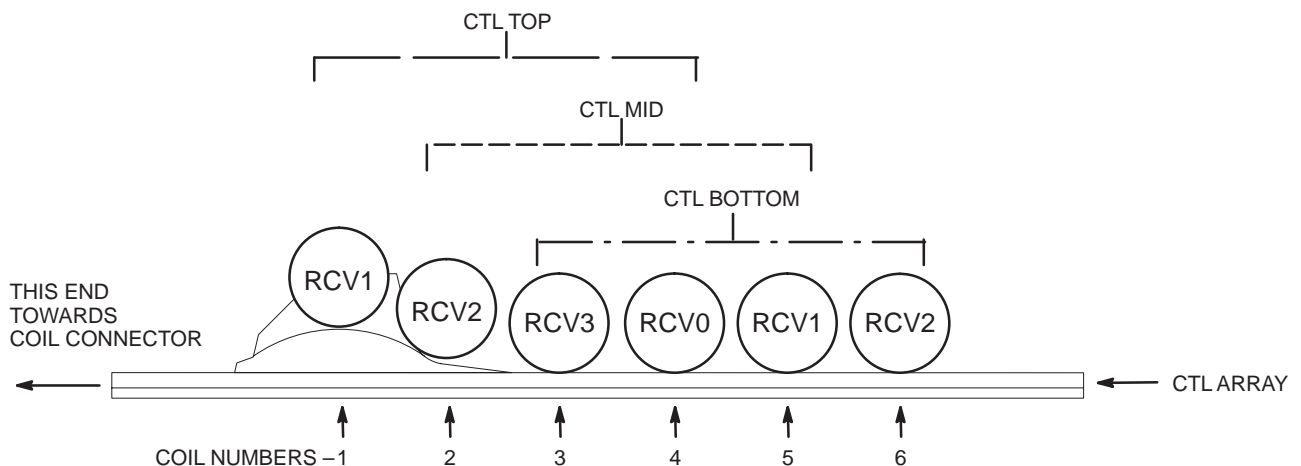 CTL TOP
CTL MID
CTL BOTTOM
RCV1
RCV2
RCV3
RCV0
RCV1
RCV2
THIS END
TOWARDS
COIL CONNECTOR
CTL ARRAY
COIL NUMBERS –1 2 3 4 5 6